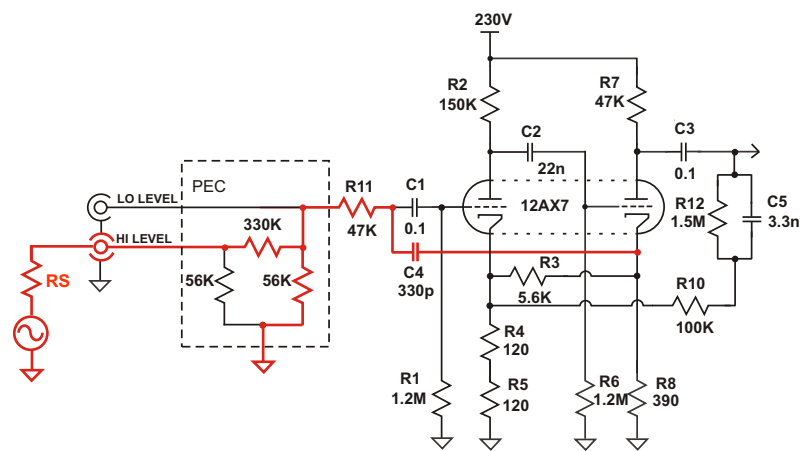 230V
R2
150K
R7
47K
C2
22n
C3
0.1
PEC
LO LEVEL
R11
47K
C1
0.1
12AX7
R12
1.5M
C5
3.3n
HI LEVEL
330K
RS
56K
56K
C4
330p
R3
5.6K
R10
100K
R4
120
R1
1.2M
R5
120
R6
1.2M
R8
390